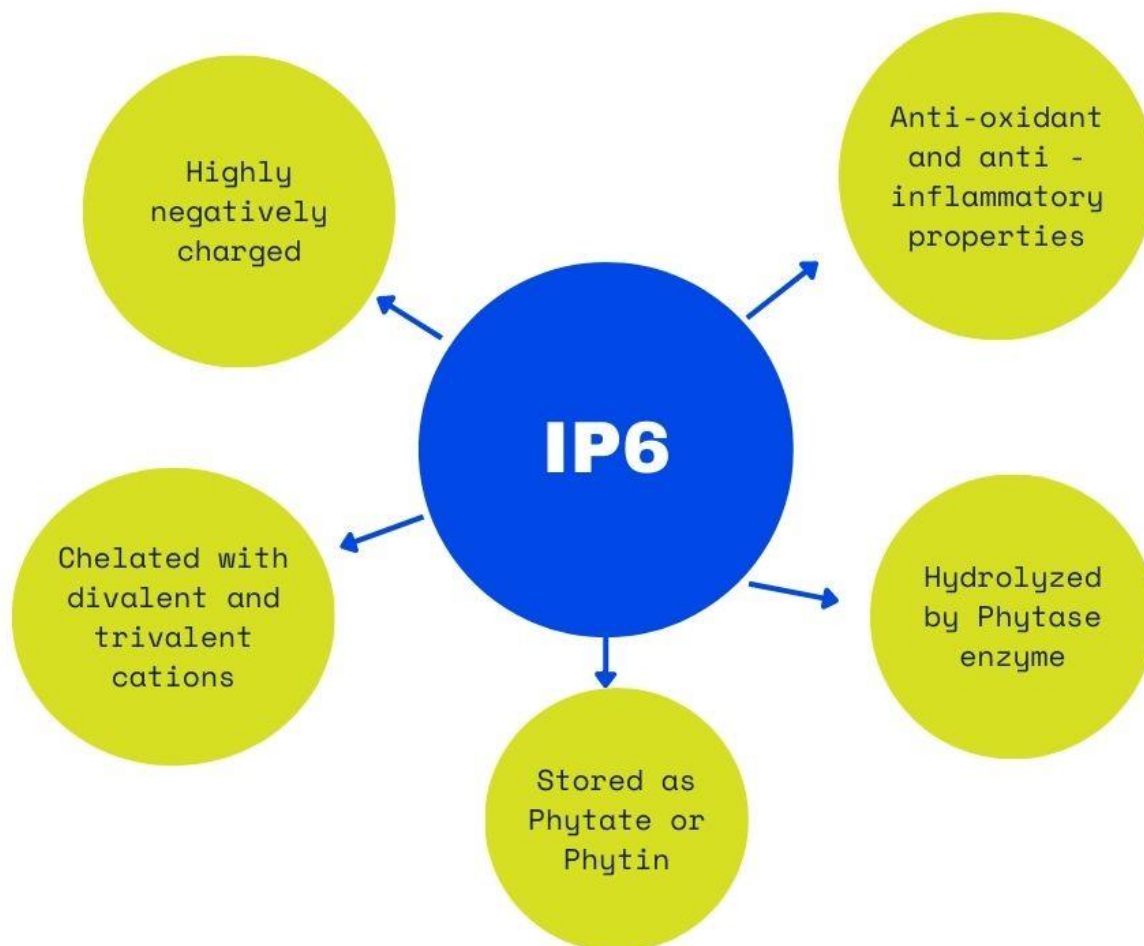 Highly
negatively
charged
Anti-oxidant
and anti -
inflammatory
properties
IP6
Chelated with
divalent and
trivalent
cations
Hydrolyzed
by Phytase
enzyme
Stored as
Phytate or
Phytin